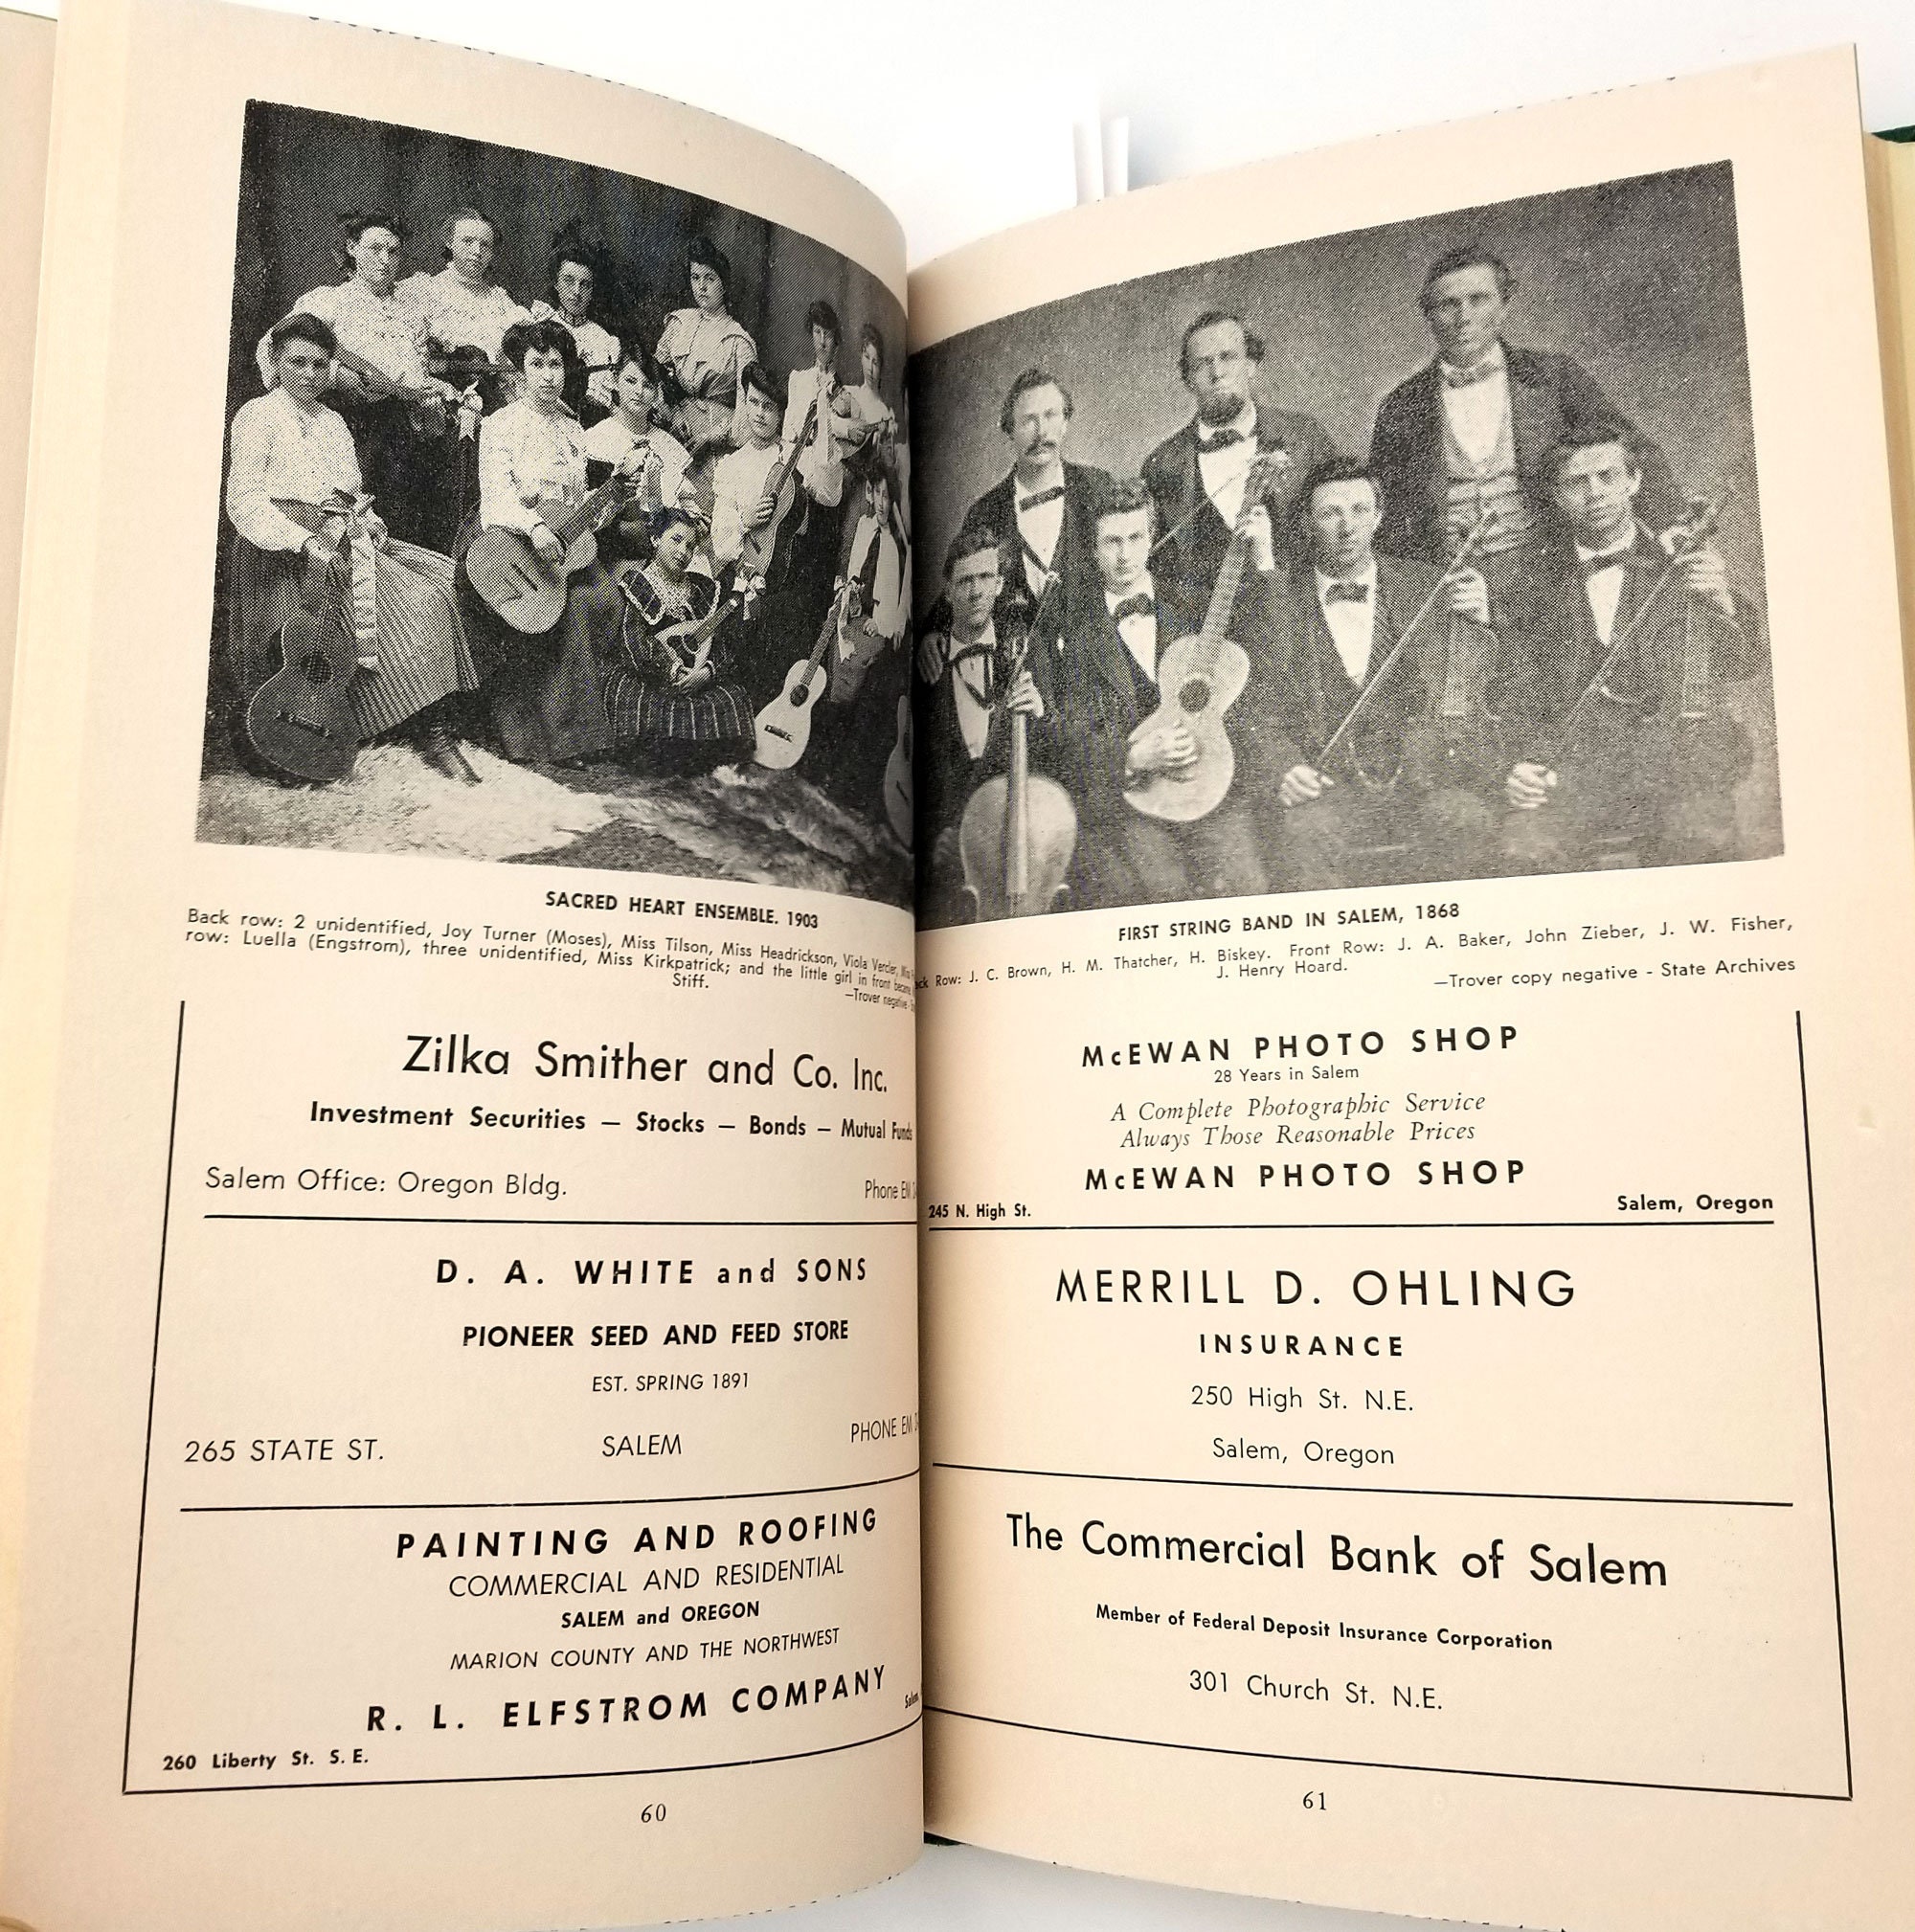 SACRED HEART ENSEMBLE. 1903
Back row: 2 unidentified, Joy Turner (Moses), Miss Tilson, Miss Headrickson, Viola Vercler,
row: Luella (Engstrom), three unidentified, Miss Kirkpatrick; and the little girl in front became
Stiff.
—Trover negative -
Zilka Smither and Co. Inc.
Investment Securities — Stocks — Bonds — Mutual Funds
Salem Office: Oregon Bldg.
Phone EM
D. A. WHITE and SONS
PIONEER SEED AND FEED STORE
EST. SPRING 1891
265 STATE ST. SALEM PHONE EM
PAINTING AND ROOFING
COMMERCIAL AND RESIDENTIAL
SALEM and OREGON
MARION COUNTY AND THE NORTHWEST
R. L. ELFSTROM COMPANY
260 Liberty St. S. E.
60
FIRST STRING BAND IN SALEM, 1868
Row: J. C. Brown, H. M. Thatcher, H. Biskey. Front Row: J. A. Baker, John Zieber, J. W. Fisher,
J. Henry Hoard.
—Trover copy negative - State Archives
McEWAN PHOTO SHOP
28 Years in Salem
A Complete Photographic Service
Always Those Reasonable Prices
McEWAN PHOTO SHOP
245 N. High St. Salem, Oregon
MERRILL D. OHLING
INSURANCE
250 High St. N.E.
Salem, Oregon
The Commercial Bank of Salem
Member of Federal Deposit Insurance Corporation
301 Church St. N.E.
61